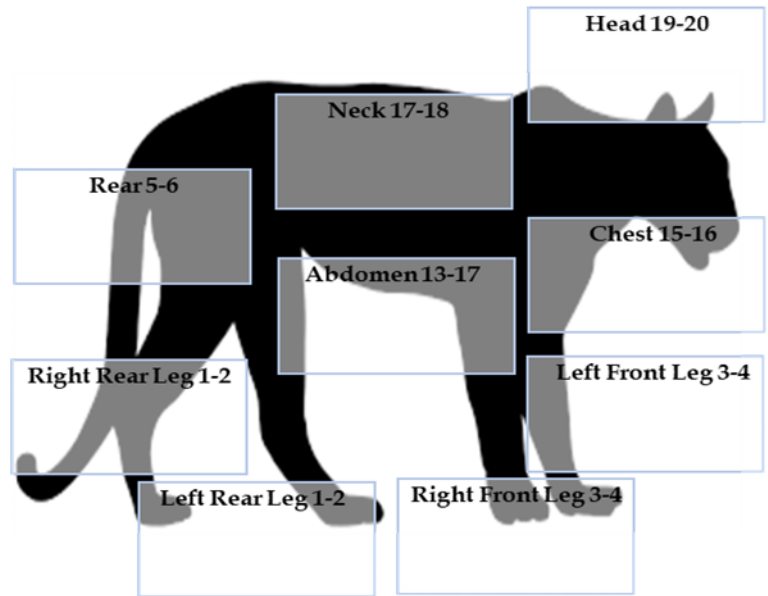 Head 19-20
Neck 17-18
Rear 5-6
Chest 15-16
Abdomen 13-17
Right Rear Leg 1-2
Left Front Leg 3-4
Left Rear Leg 1-2
Right Front Leg 3-4